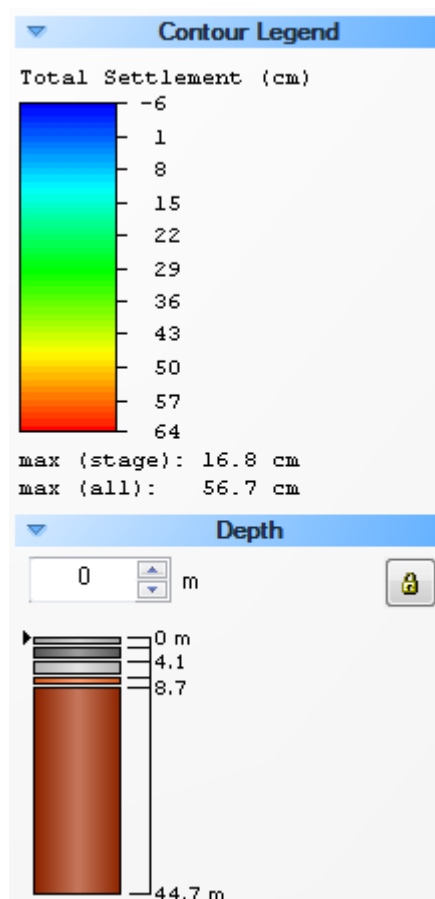 Contour Legend
Total Settlement (cm)
-6
1
8
15
22
29
36
43
50
57
64
max (stage): 16.8 cm
max (all): 56.7 cm
Depth
0 m
0 m
4.1
8.7
44.7 m